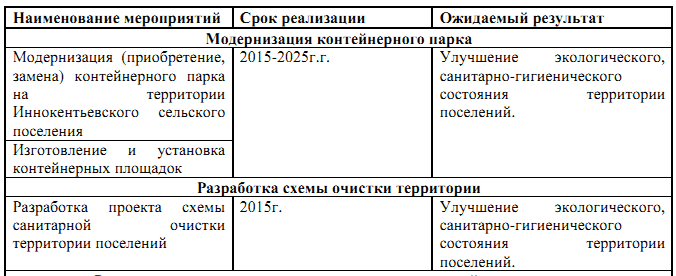 Наименование мероприятий Срок реализации Ожидаемый результат
Модернизация контейнерного парка
Модернизация (приобретение,
замена) контейнерного парка
на территории
Иннокентьевского сельского
поселения
2015-2025г.г.
Улучшение экологического,
санитарно-гигиенического
состояния территории
поселений.
Изготовление и установка
контейнерных площадок
Разработка схемы очистки территории
Разработка проекта схемы
санитарной очистки
территории поселений
2015г.
Улучшение экологического,
санитарно-гигиенического
состояния территории
поселений.